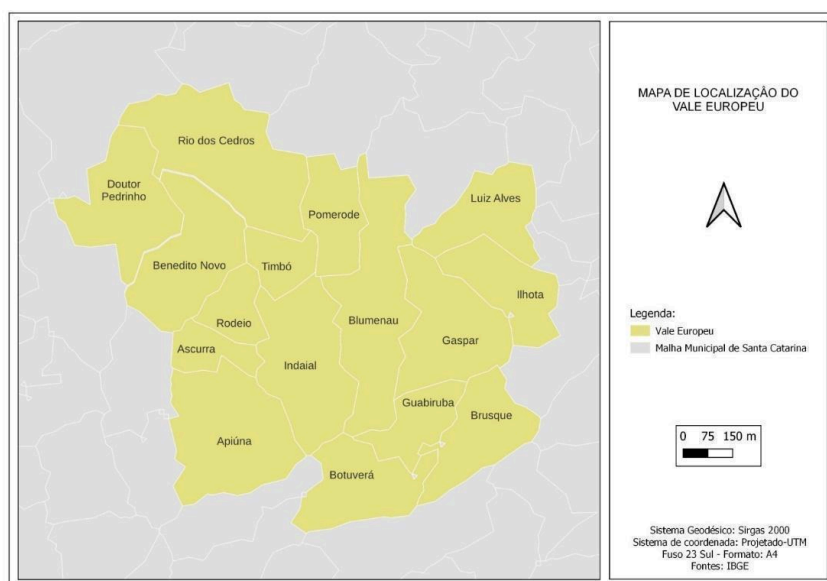 MAPA DE LOCALIZAÇÃO DO
VALE EUROPEU
Rio dos Cedros
Doutor
Pedrinho
Pomerode
Luiz Alves
Benedito Novo
Timbó
Ilhota
Rodeio
Blumenau
Gaspar
Ascurra
Indaial
Guabiruba
Brusque
Apiúna
Botuverá
Legenda:
Vale Europeu
Malha Municipal de Santa Catarina
0 75 150 m
Sistema Geodésico: Sirgas 2000
Sistema de coordenada: Projetado-UTM
Fuso 23 Sul - Formato: A4
Fontes: IBGE